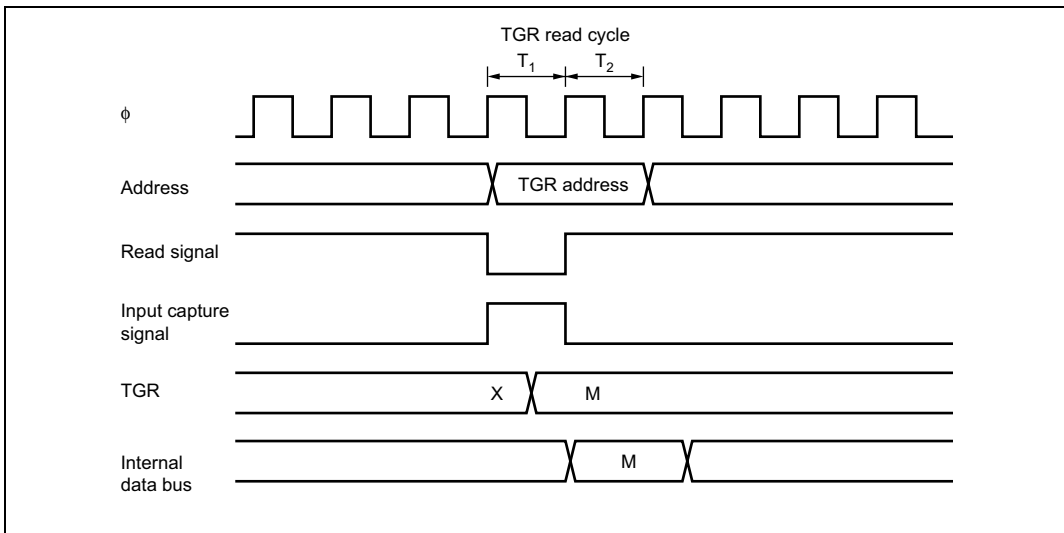 TGR read cycle
T₁ T₂
ϕ
Address
TGR address
Read signal
Input capture
signal
TGR
X
M
Internal
data bus
M